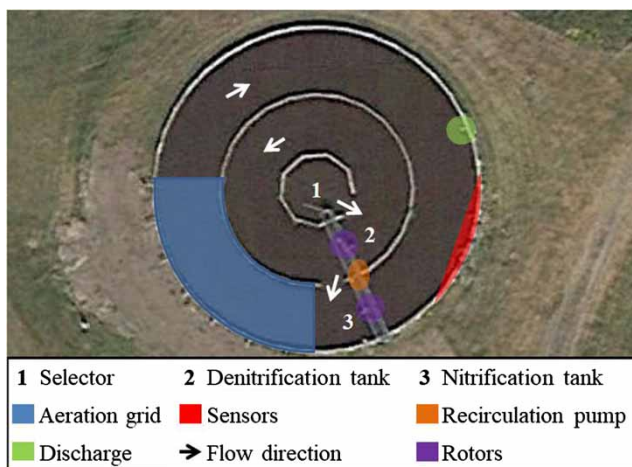 1
2
3
1 Selector 2 Denitrification tank 3 Nitrification tank
Aeration grid Sensors Recirculation pump
Discharge Flow direction Rotors